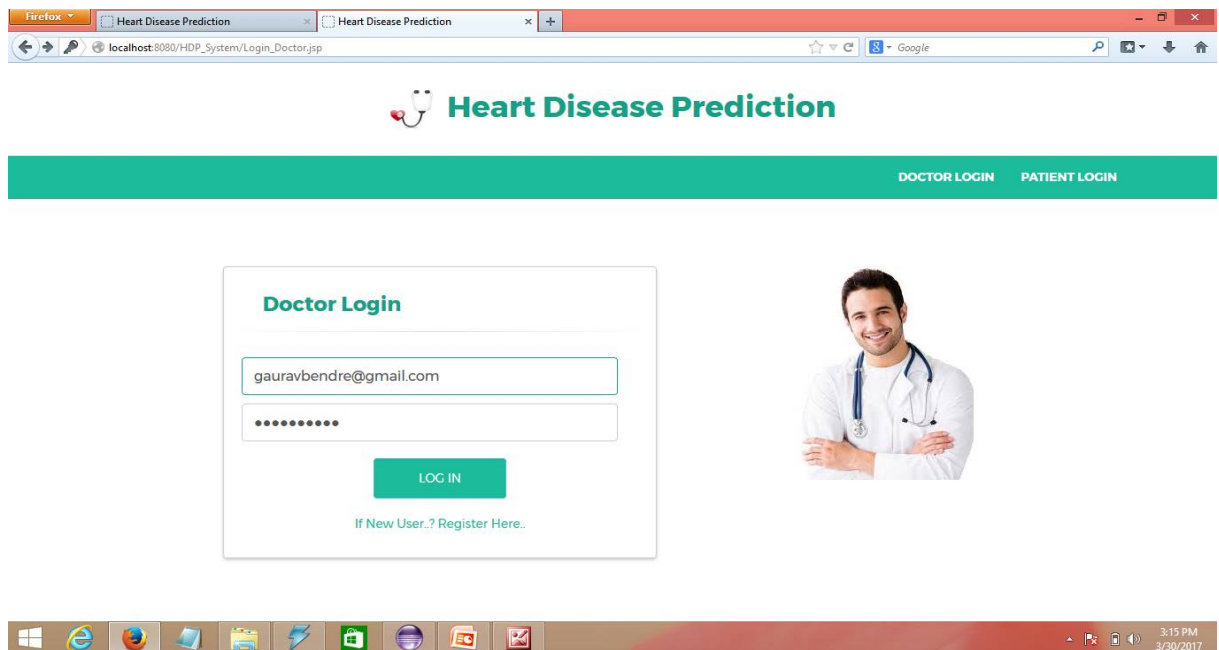 Firefox
Heart Disease Prediction
Heart Disease Prediction
localhost:8080/HDP_System/Login_Doctor.jsp
Google
Heart Disease Prediction
DOCTOR LOGIN PATIENT LOGIN
Doctor Login
gauravbendre@gmail.com
LOG IN
If New User..? Register Here..
3:15 PM
3/30/2017